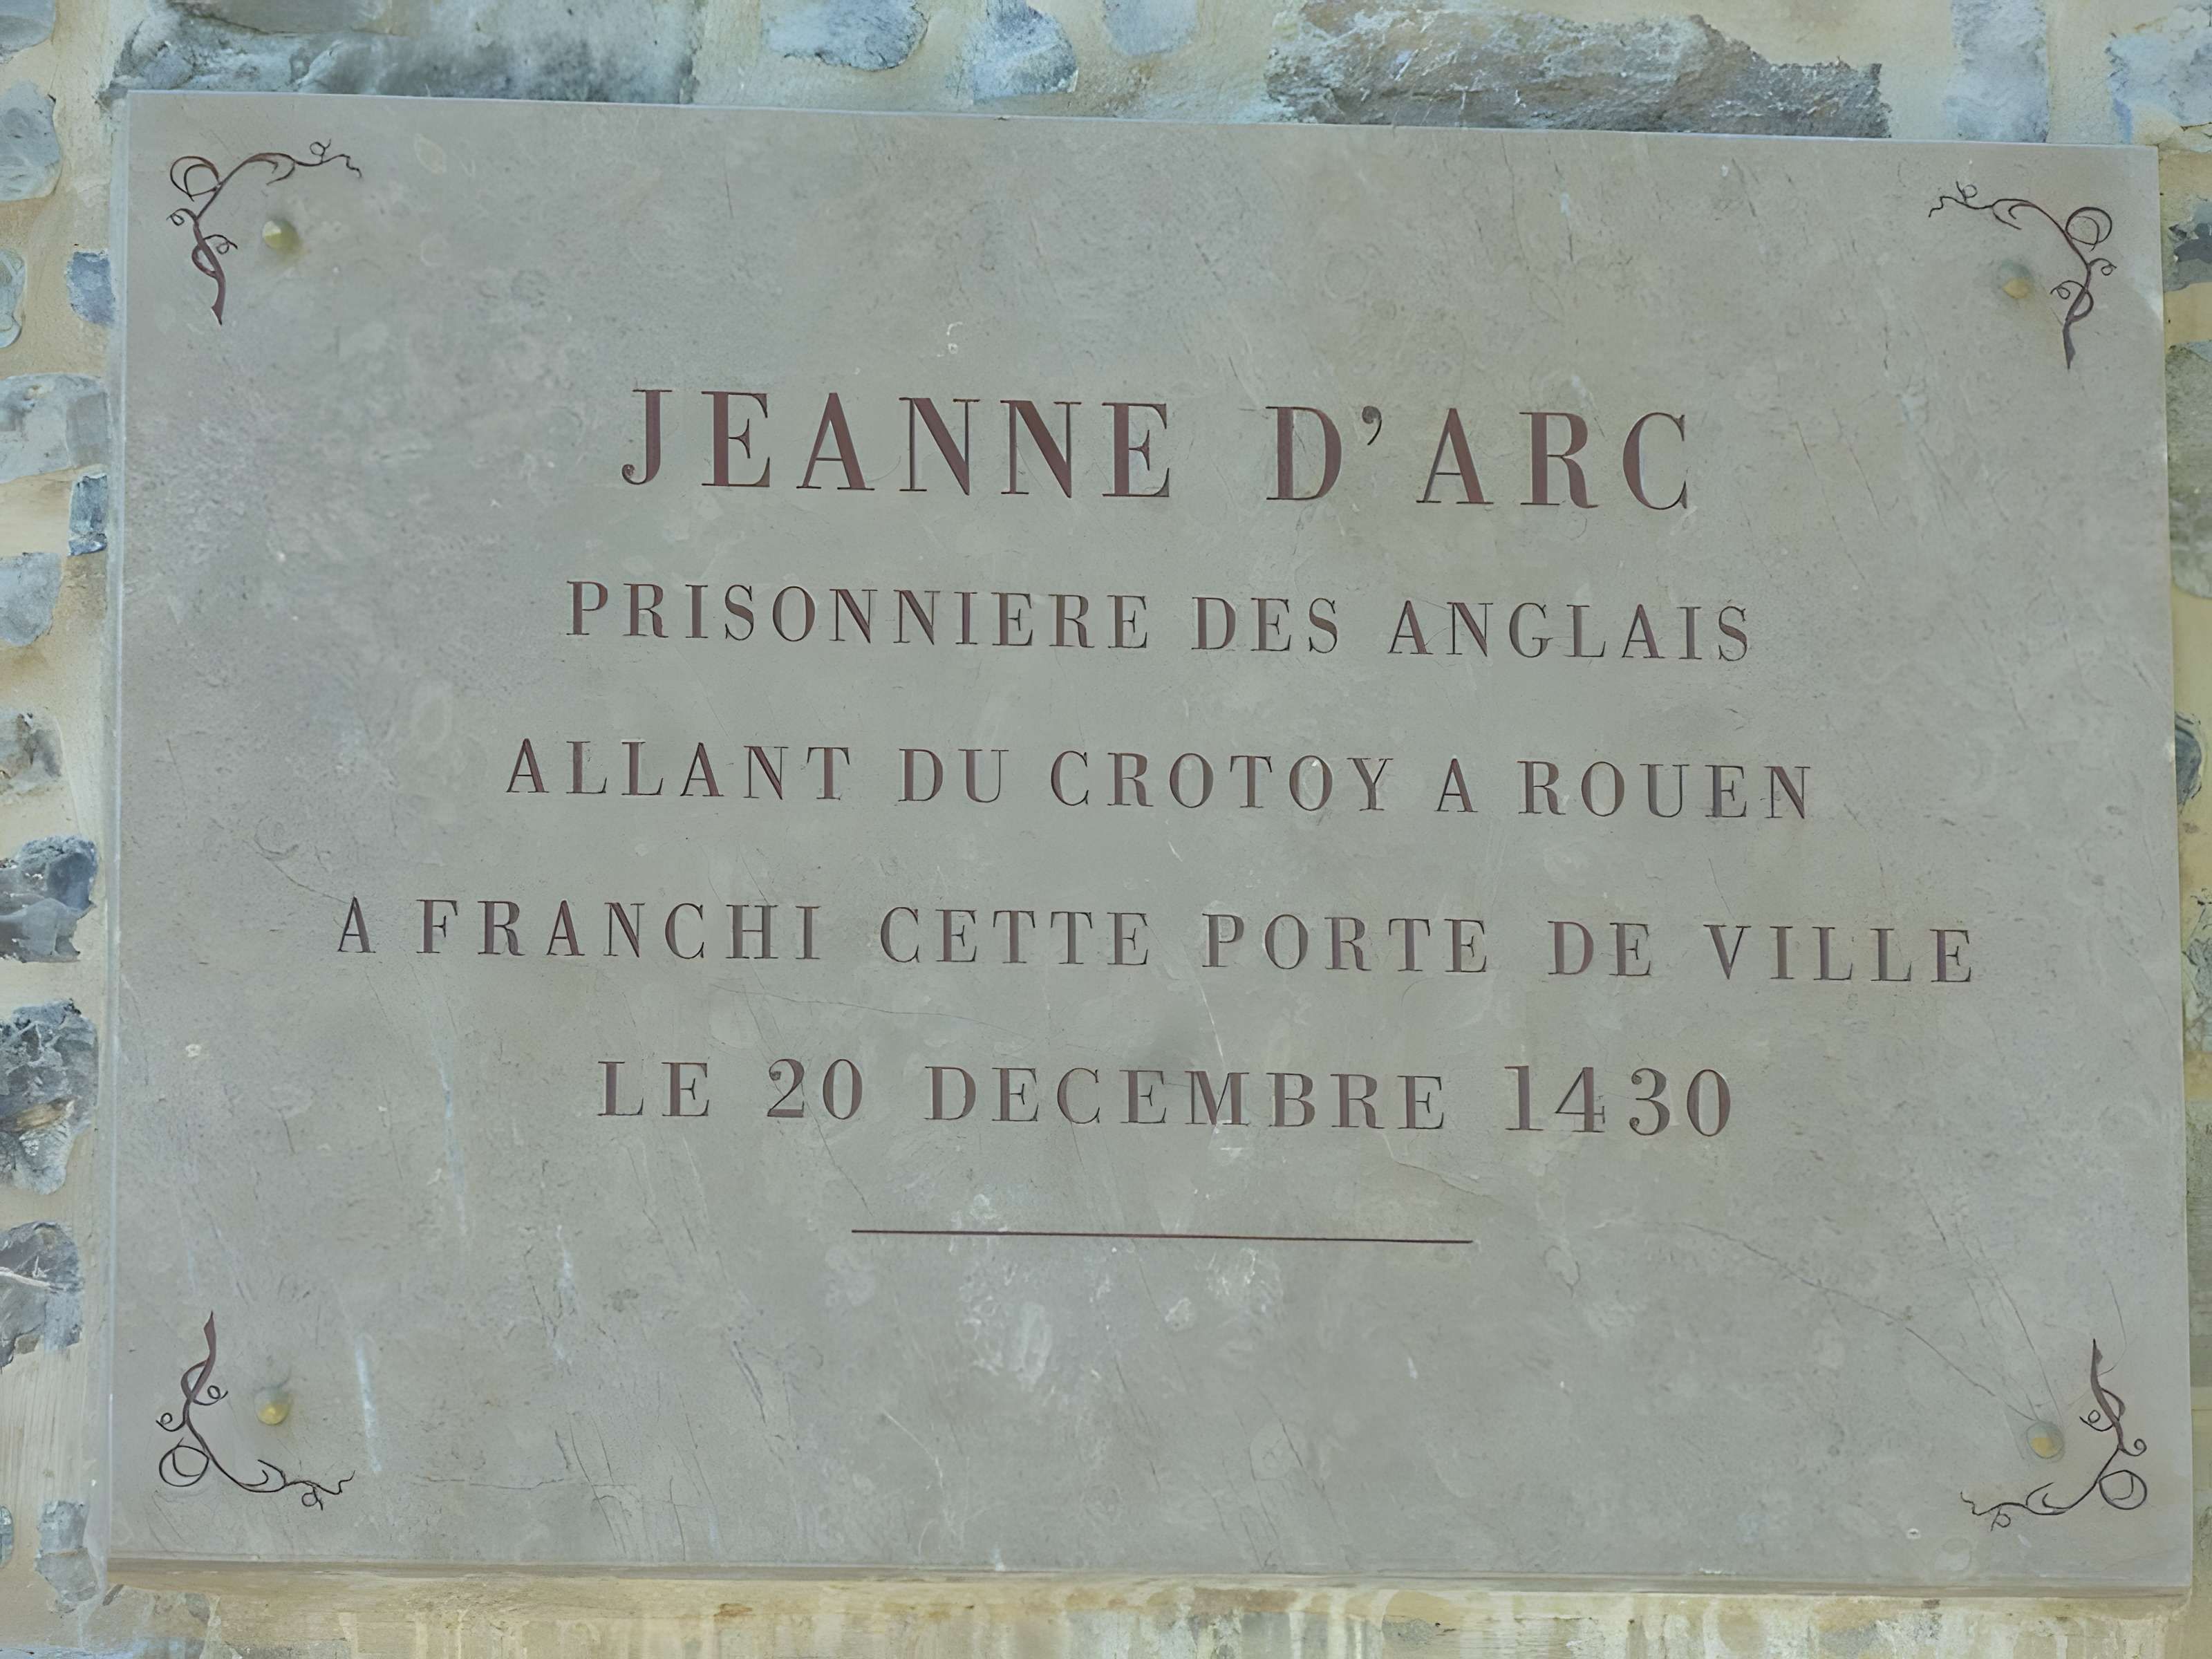 JEANNE D'ARC
PRISONNIERE DES ANGLAIS
ALLANT DU CROTOY A ROUEN
A FRANCHI CETTE PORTE DE VILLE
LE 20 DECEMBRE 1430